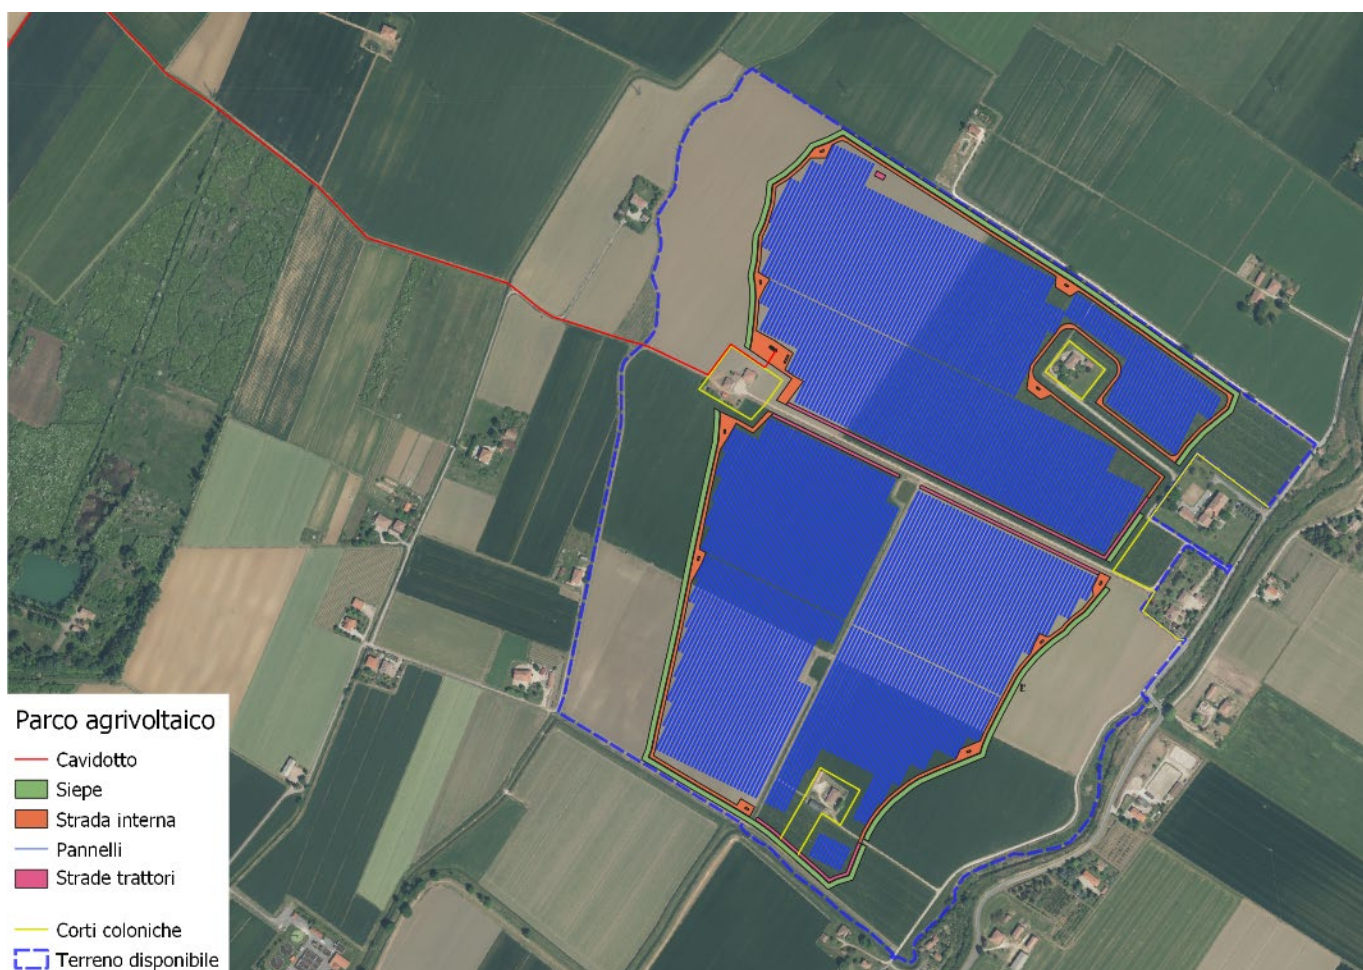 Parco agrivoltaico
Cavidotto
Siepe
Strada interna
Pannelli
Strade trattori
Corti coloniche
Terreno disponibile